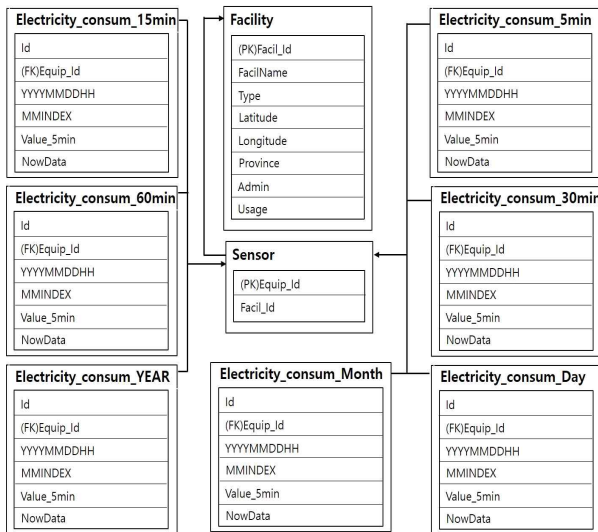 Electricity_consum_15min
Id
(FK)Equip_Id
YYYYMMDDHH
MMINDEX
Value_5min
NowData
Facility
(PK)Facil_Id
FacilName
Type
Latitude
Longitude
Province
Admin
Usage
Electricity_consum_5min
Id
(FK)Equip_Id
YYYYMMDDHH
MMINDEX
Value_5min
NowData
Electricity_consum_60min
Id
(FK)Equip_Id
YYYYMMDDHH
MMINDEX
Value_5min
NowData
Sensor
(PK)Equip_Id
Facil_Id
Electricity_consum_30min
Id
(FK)Equip_Id
YYYYMMDDHH
MMINDEX
Value_5min
NowData
Electricity_consum_YEAR
Id
(FK)Equip_Id
YYYYMMDDHH
MMINDEX
Value_5min
NowData
Electricity_consum_Month
Id
(FK)Equip_Id
YYYYMMDDHH
MMINDEX
Value_5min
NowData
Electricity_consum_Day
Id
(FK)Equip_Id
YYYYMMDDHH
MMINDEX
Value_5min
NowData